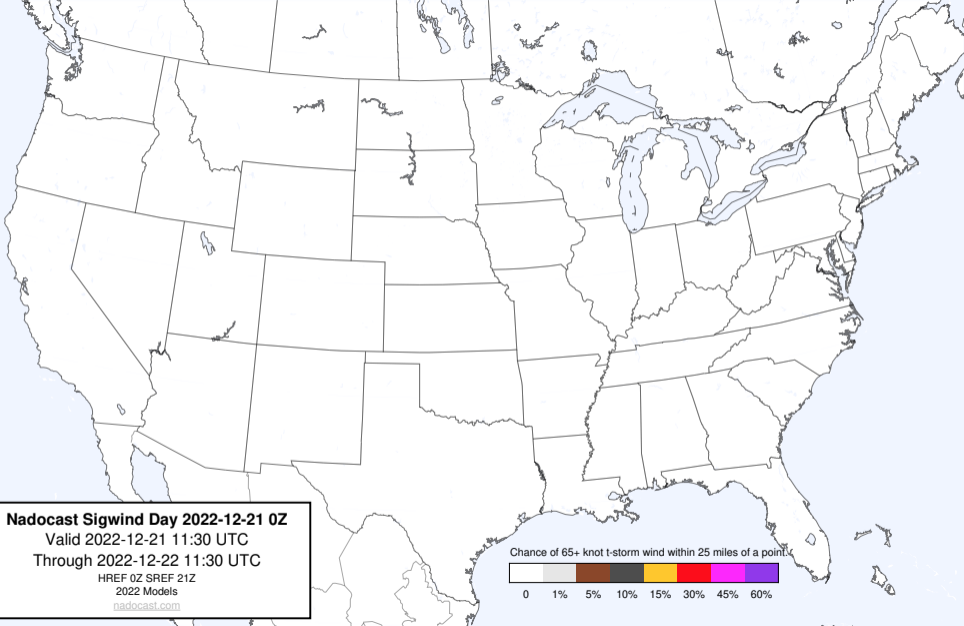 Nadocast Sigwind Day 2022-12-21 0Z
Valid 2022-12-21 11:30 UTC
Through 2022-12-22 11:30 UTC
HREF 0Z SREF 21Z
2022 Models
nadocast.com
Chance of 65+ knot t-storm wind within 25 miles of a point.
0 1% 5% 10% 15% 30% 45% 60%